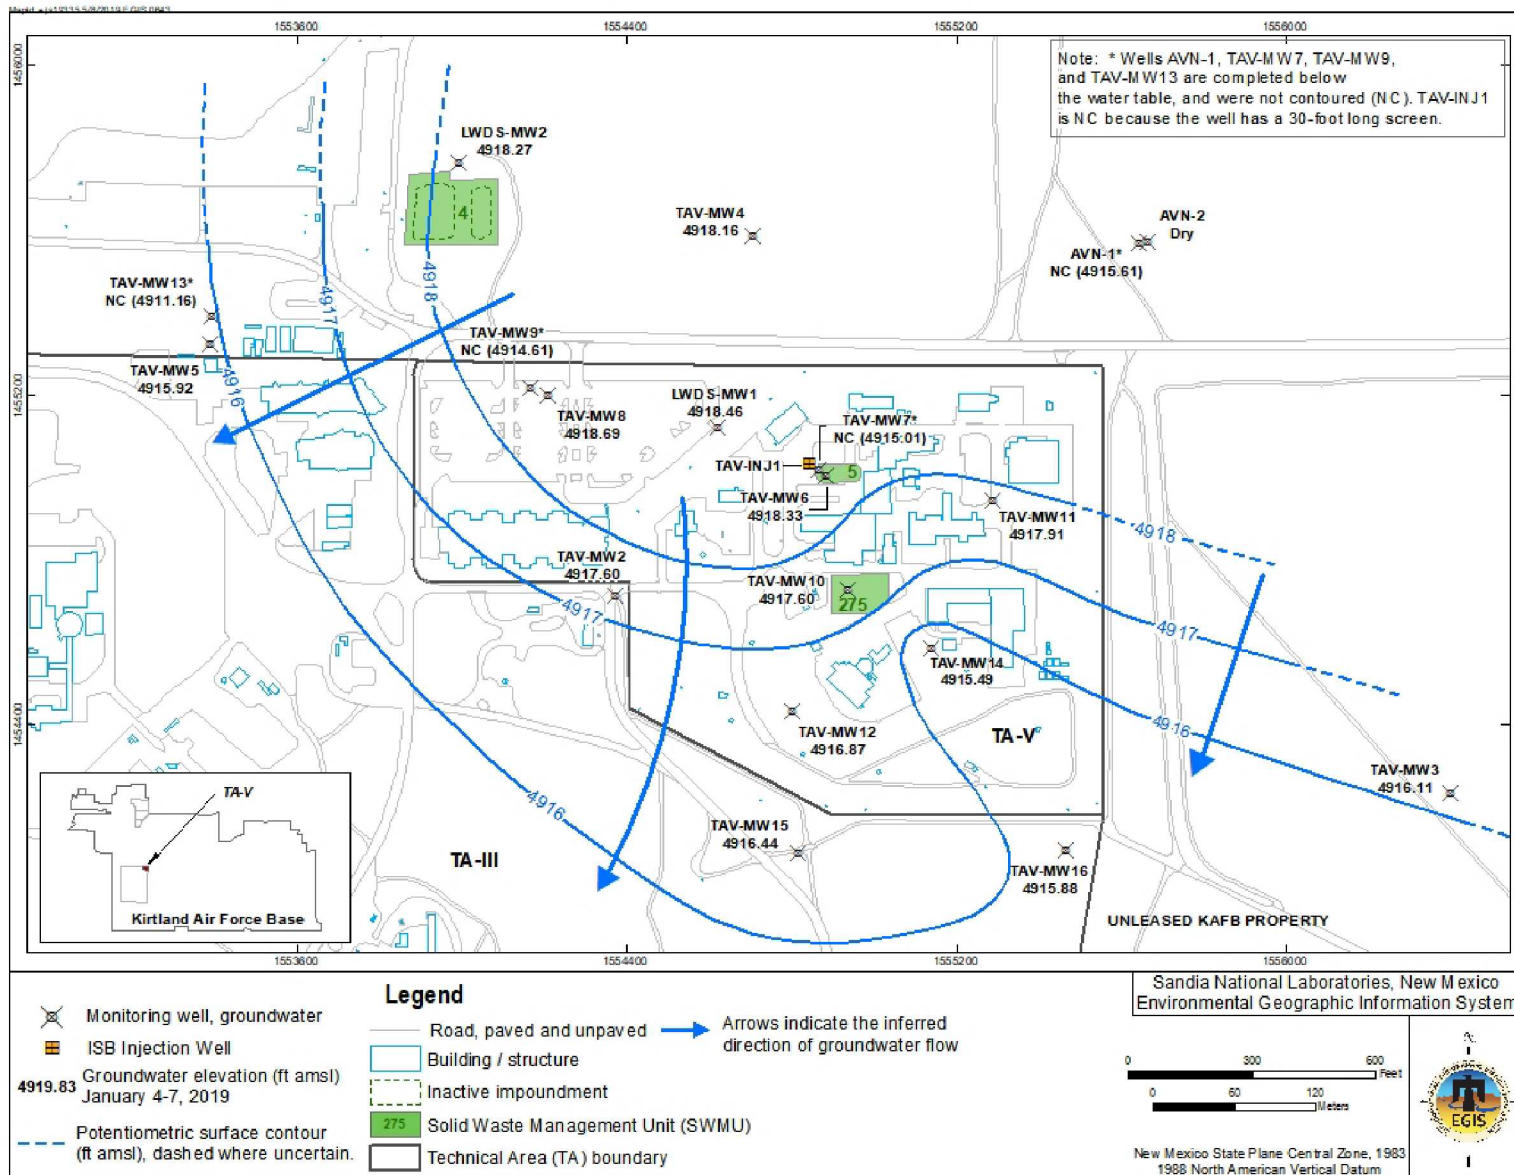 1553600
1554400
1555200
1556000
1456000
1455200
1454400
Note: * Wells AVN-1, TAV-MW7, TAV-MW9,
and TAV-MW13 are completed below
the water table, and were not contoured (NC). TAV-INJ1
is NC because the well has a 30-foot long screen.
LWDS-MW2
4918.27
4
TAV-MW4
4918.16
AVN-2
Dry
AVN-1*
NC (4915.61)
TAV-MW13*
NC (4911.16)
4918
4917
TAV-MW9*
NC (4914.61)
TAV-MW5
4915.92
4916
TAV-MW8
4918.69
LWDS-MW1
4918.46
TAV-MW7*
NC (4915.01)
TAV-INJ1
5
TAV-MW6
4918.33
TAV-MW11
4917.91
4918
TAV-MW2
4917.60
TAV-MW10
4917.60
275
4917
4917
TAV-MW14
4915.49
TAV-MW12
4916.87
TA-V
4916
TAV-MW3
4916.11
4916
TAV-MW15
4916.44
TAV-MW16
4915.88
TA-III
TA-V
Kirtland Air Force Base
UNLEASED KAFB PROPERTY
1553600
1554400
1555200
1556000
Legend
Monitoring well, groundwater
ISB Injection Well
4919.83 Groundwater elevation (ft amsl)
January 4-7, 2019
Potentiometric surface contour
(ft amsl), dashed where uncertain.
Road, paved and unpaved
Building / structure
Inactive impoundment
275 Solid Waste Management Unit (SWMU)
Technical Area (TA) boundary
Arrows indicate the inferred
direction of groundwater flow
Sandia National Laboratories, New Mexico
Environmental Geographic Information System
0 300 600
Feet
0 60 120
Meters
EGIS
New Mexico State Plane Central Zone, 1983
1988 North American Vertical Datum